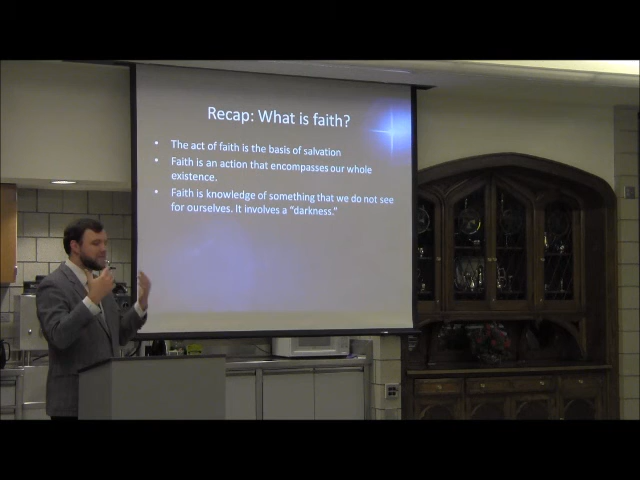 Recap: What is faith?
• The act of faith is the basis of salvation
• Faith is an action that encompasses our whole
existence.
• Faith is knowledge of something that we do not see
for ourselves. It involves a “darkness.”